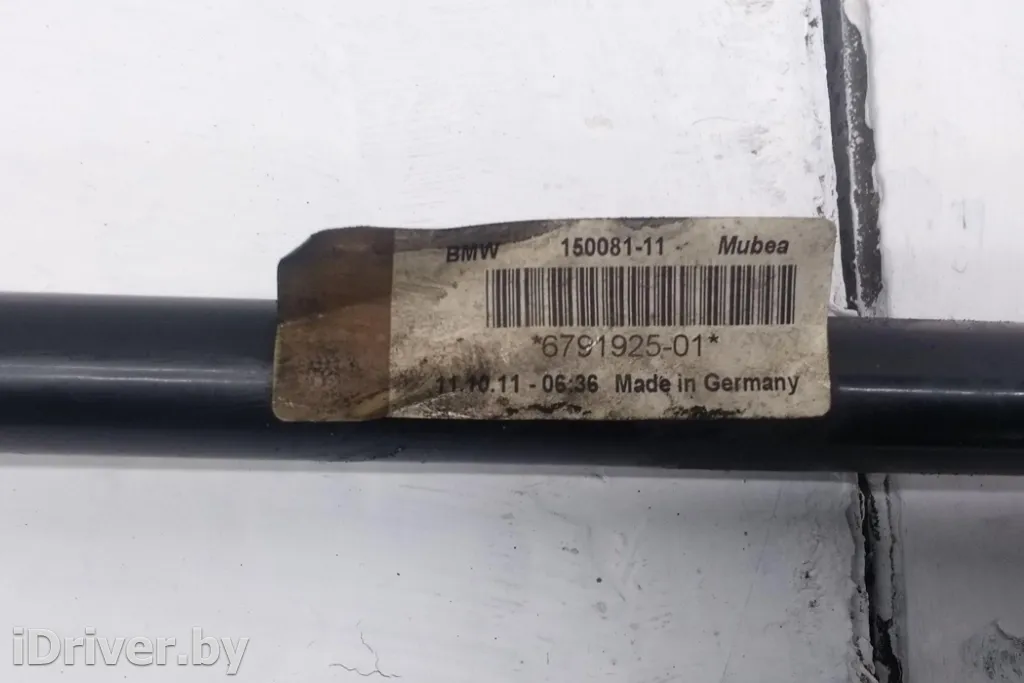 BMW 150081-11 Mubea
*6791925-01*
11.10.11 - 06:36 Made in Germany
iDriver.by